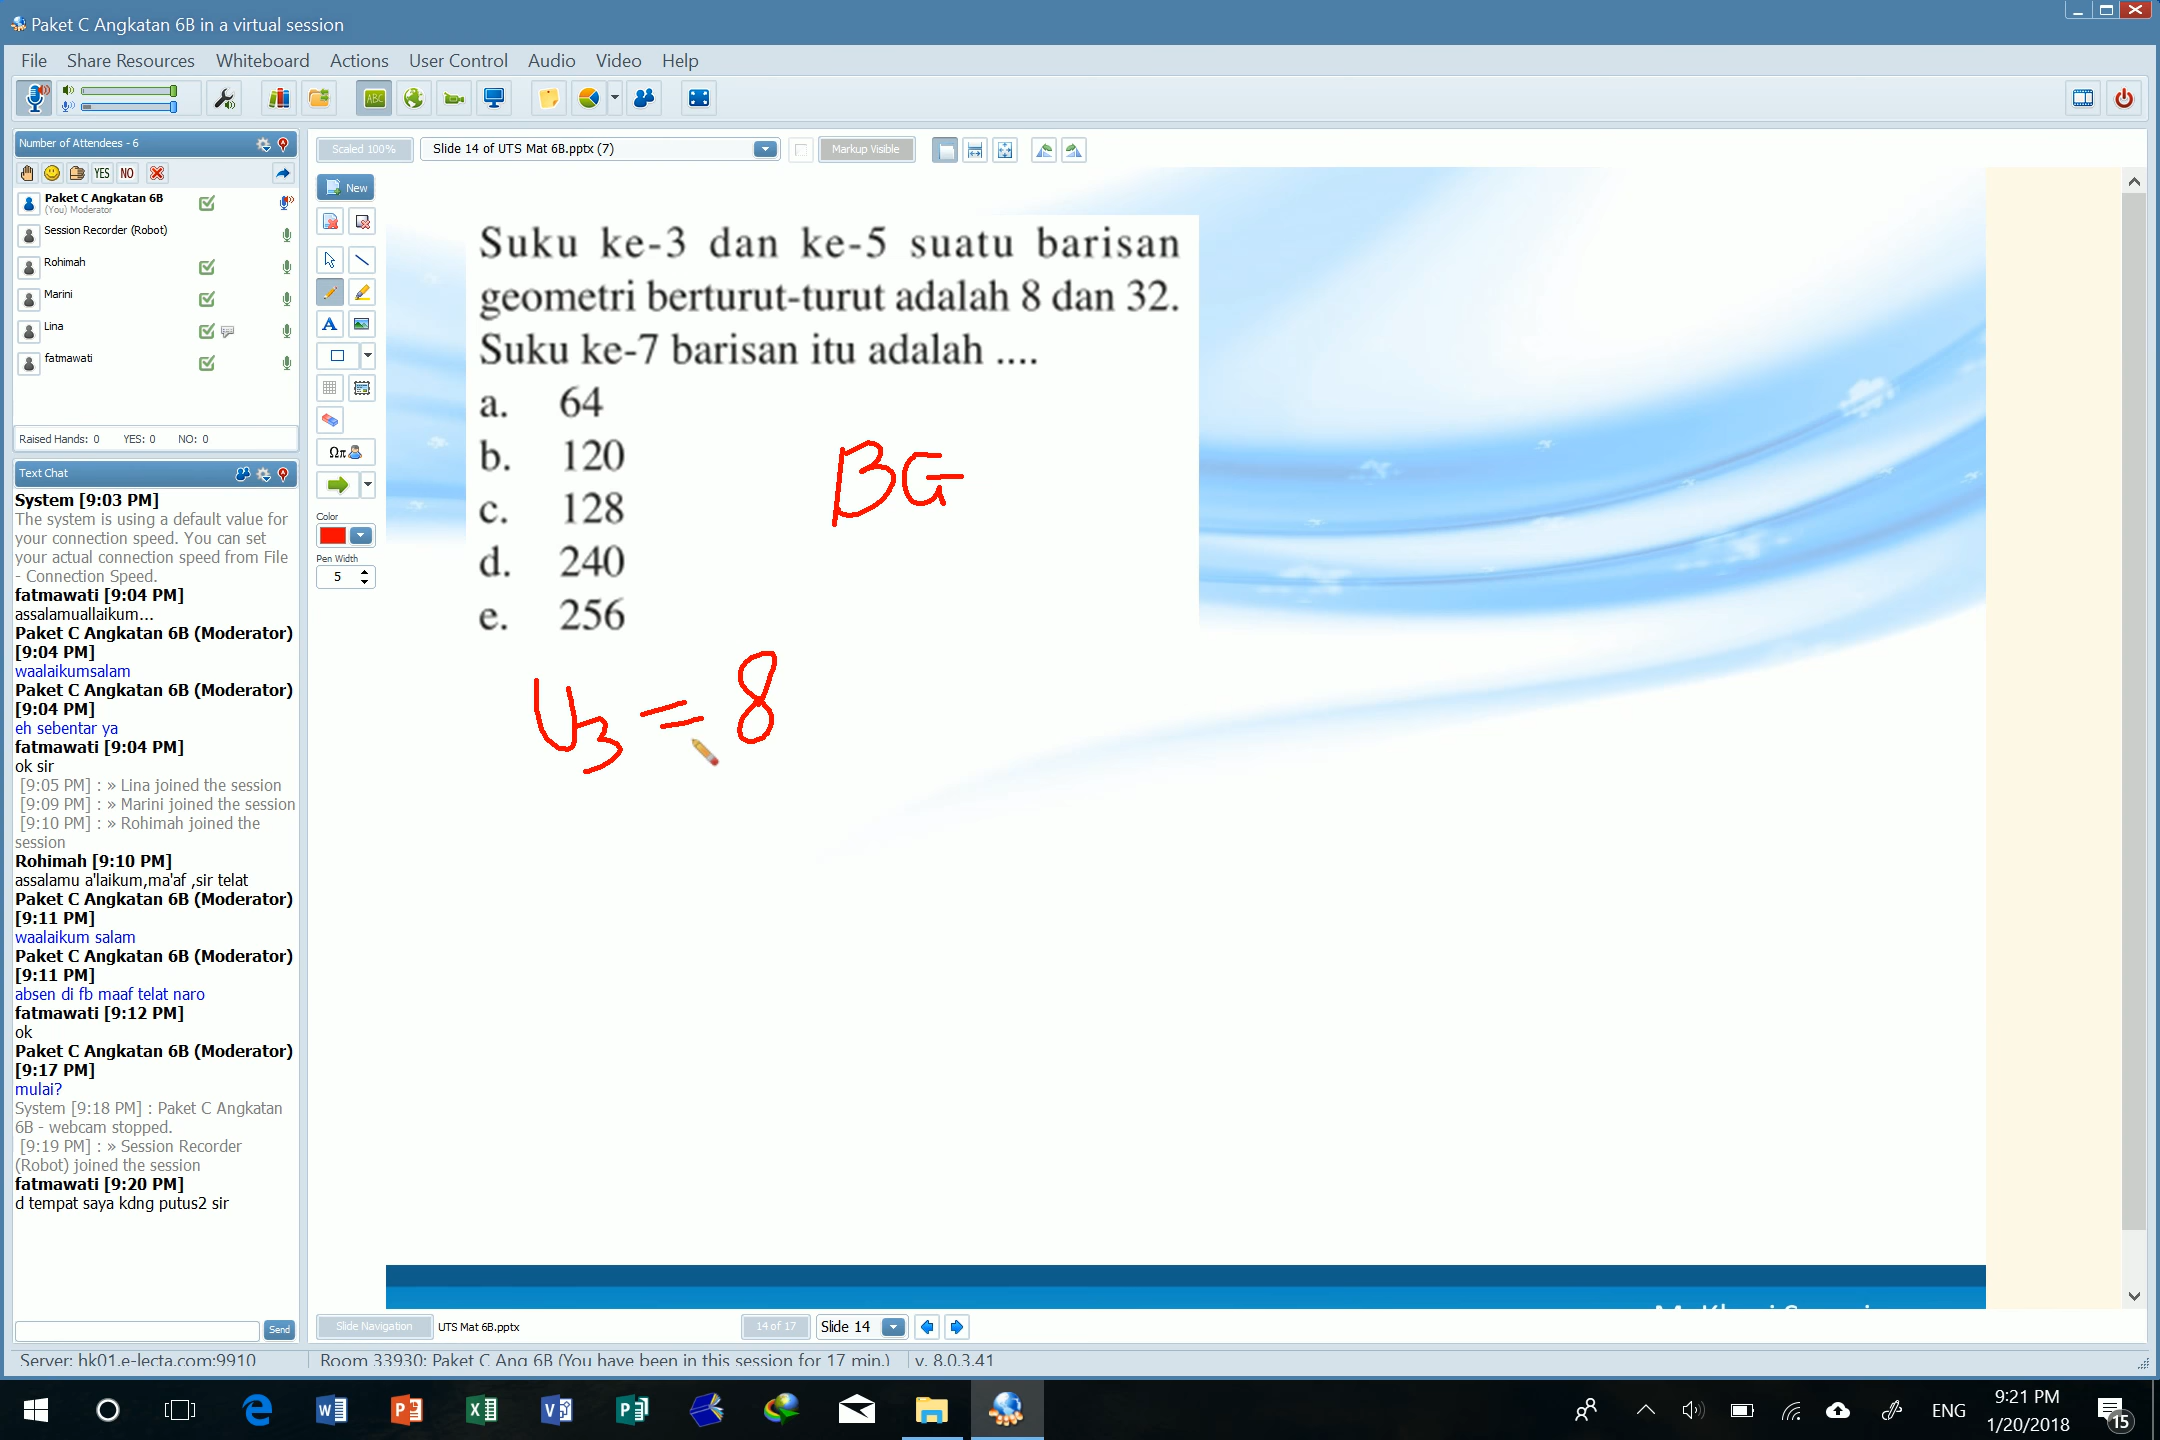 Paket C Angkatan 6B in a virtual session
File Share Resources Whiteboard Actions User Control Audio Video Help
Number of Attendees - 6
YES NO
Paket C Angkatan 6B
(You) Moderator
Session Recorder (Robot)
Rohimah
Marini
Lina
fatmawati
Raised Hands: 0 YES: 0 NO: 0
Text Chat
System [9:03 PM]
The system is using a default value for
your connection speed. You can set
your actual connection speed from File
- Connection Speed.
fatmawati [9:04 PM]
assalamuallaikum...
Paket C Angkatan 6B (Moderator)
[9:04 PM]
waalaikumsalam
Paket C Angkatan 6B (Moderator)
[9:04 PM]
eh sebentar ya
fatmawati [9:04 PM]
ok sir
[9:05 PM] : » Lina joined the session
[9:09 PM] : » Marini joined the session
[9:10 PM] : » Rohimah joined the
session
Rohimah [9:10 PM]
assalamu a'laikum,ma'af ,sir telat
Paket C Angkatan 6B (Moderator)
[9:11 PM]
waalaikum salam
Paket C Angkatan 6B (Moderator)
[9:11 PM]
absen di fb maaf telat naro
fatmawati [9:12 PM]
ok
Paket C Angkatan 6B (Moderator)
[9:17 PM]
mulai?
System [9:18 PM] : Paket C Angkatan
6B - webcam stopped.
[9:19 PM] : » Session Recorder
(Robot) joined the session
fatmawati [9:20 PM]
d tempat saya kdng putus2 sir
Send
Scaled 100% Slide 14 of UTS Mat 6B.pptx (7) Markup Visible
New
A
Ωπ
Color
Pen Width
5
Suku ke-3 dan ke-5 suatu barisan
geometri berturut-turut adalah 8 dan 32.
Suku ke-7 barisan itu adalah ....
a. 64
b. 120
c. 128
d. 240
e. 256
BG
U3 = 8
Slide Navigation UTS Mat 6B.pptx 14 of 17 Slide 14
Server: hk01.e-lecta.com:9910 Room 33930: Paket C Ang 6B (You have been in this session for 17 min.) v. 8.0.3.41
ENG
9:21 PM
1/20/2018
15